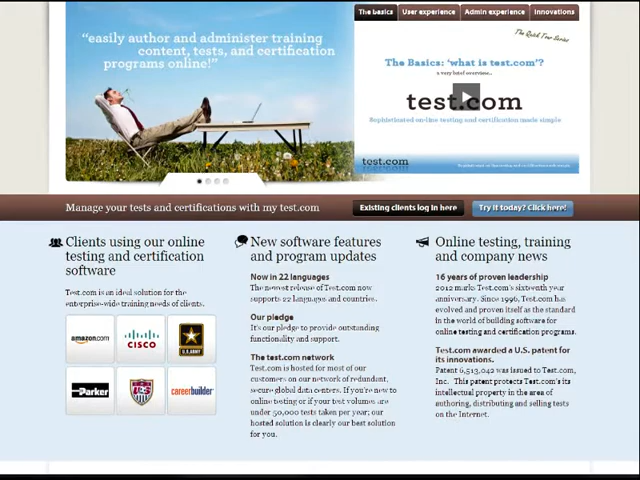 “easily author and administer training
content, tests, and certification
programs online!”
The basics
User experience
Admin experience
Innovations
The Quick Tour Series
The Basics: ‘what is test.com’?
a very brief overview..
test.com
Sophisticated on-line testing and certification made simple
test.com
Manage your tests and certifications with my test.com
Existing clients log in here
Try it today? Click here!
Clients using our online
testing and certification
software
Test.com is an ideal solution for the
enterprise-wide training needs of clients.
amazon.com
CISCO
U.S.ARMY
Parker
careerbuilder
New software features
and program updates
Now in 22 languages
The newest release of Test.com now
supports 22 languages and countries.
Our pledge
It's our pledge to provide outstanding
functionality and support.
The test.com network
Test.com is hosted for most of our
customers on our network of redundant,
secure global data centers. If you're new to
online testing or if your test volumes are
under 50,000 tests taken per year; our
hosted solution is clearly our best solution
for you.
Online testing, training
and company news
16 years of proven leadership
2012 marks Test.com's sixteenth year
anniversary. Since 1996, Test.com has
evolved and proven itself as the standard
in the world of building software for
online testing and certification programs.
Test.com awarded a U.S. patent for
its innovations.
Patent 6,513,042 was issued to Test.com,
Inc. This patent protects Test.com's its
intellectual property in the area of
authoring, distributing and selling tests
on the Internet.